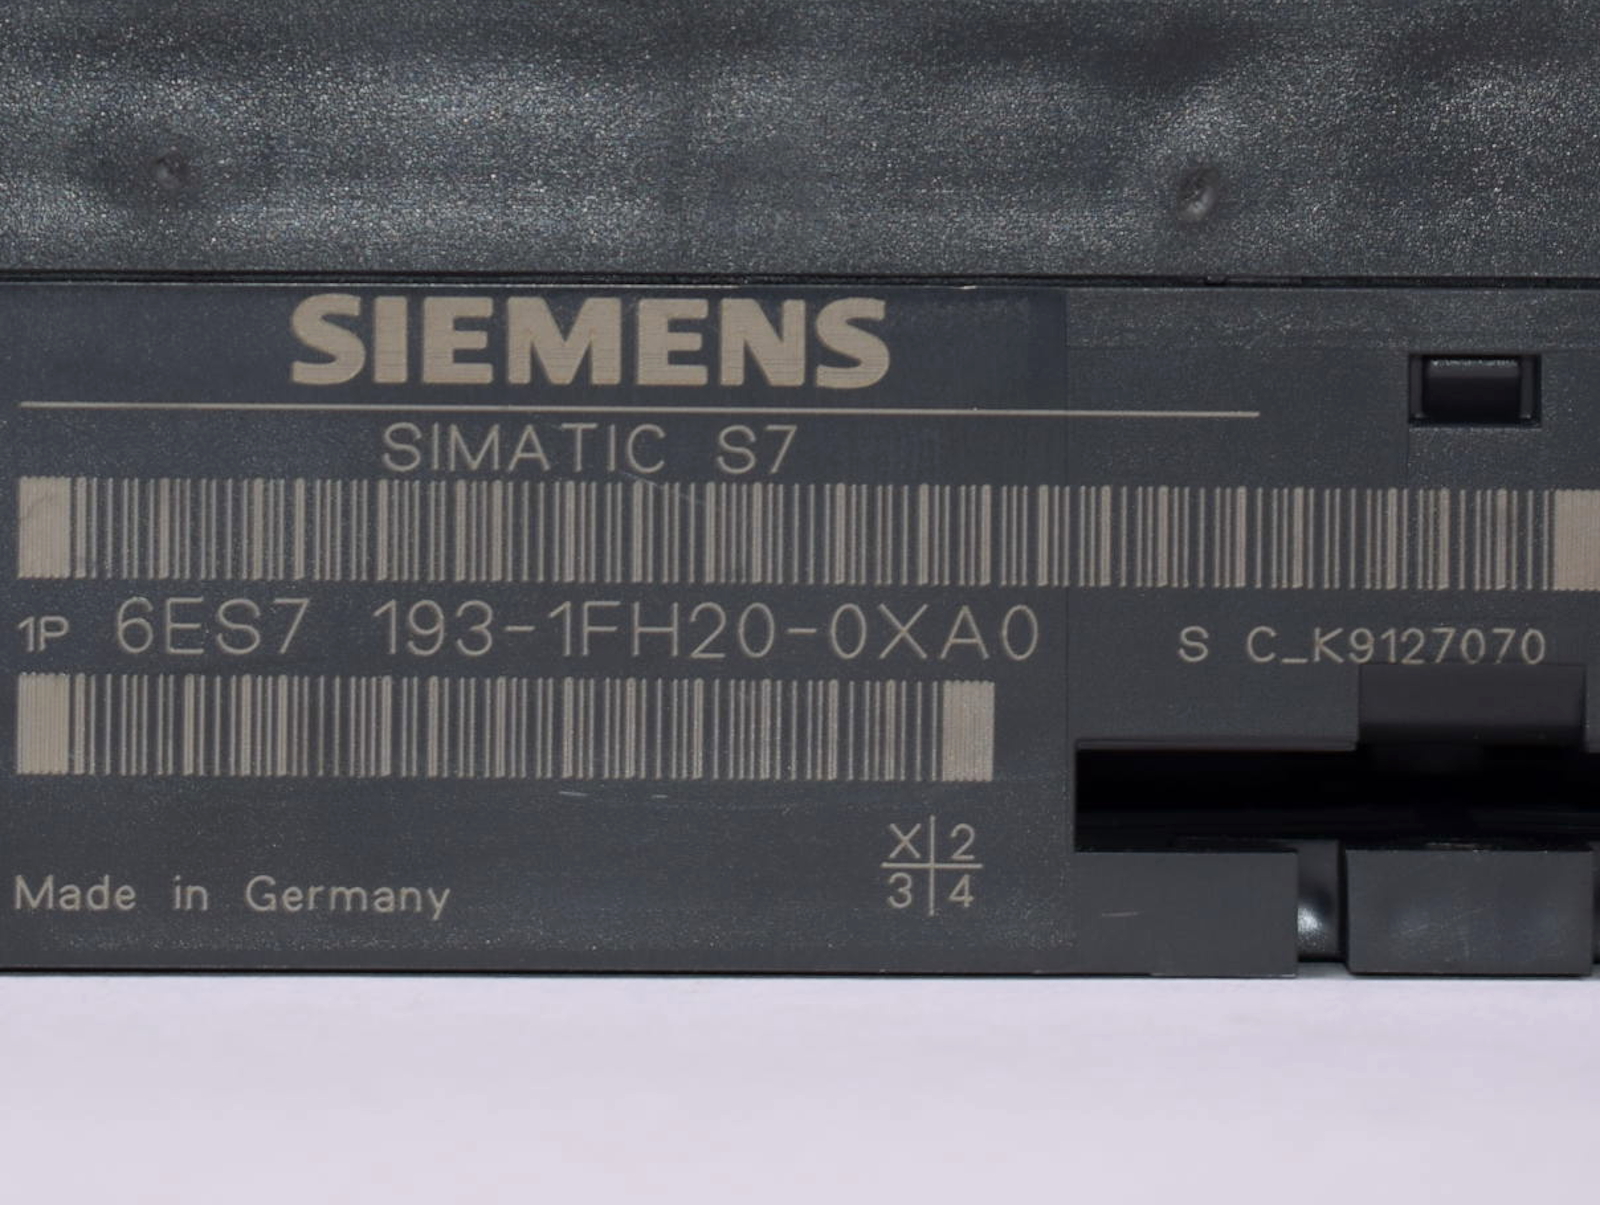 SIEMENS
SIMATIC S7
1P 6ES7 193-1FH20-0XA0
S C_K9127070
X 2
3 4
Made in Germany